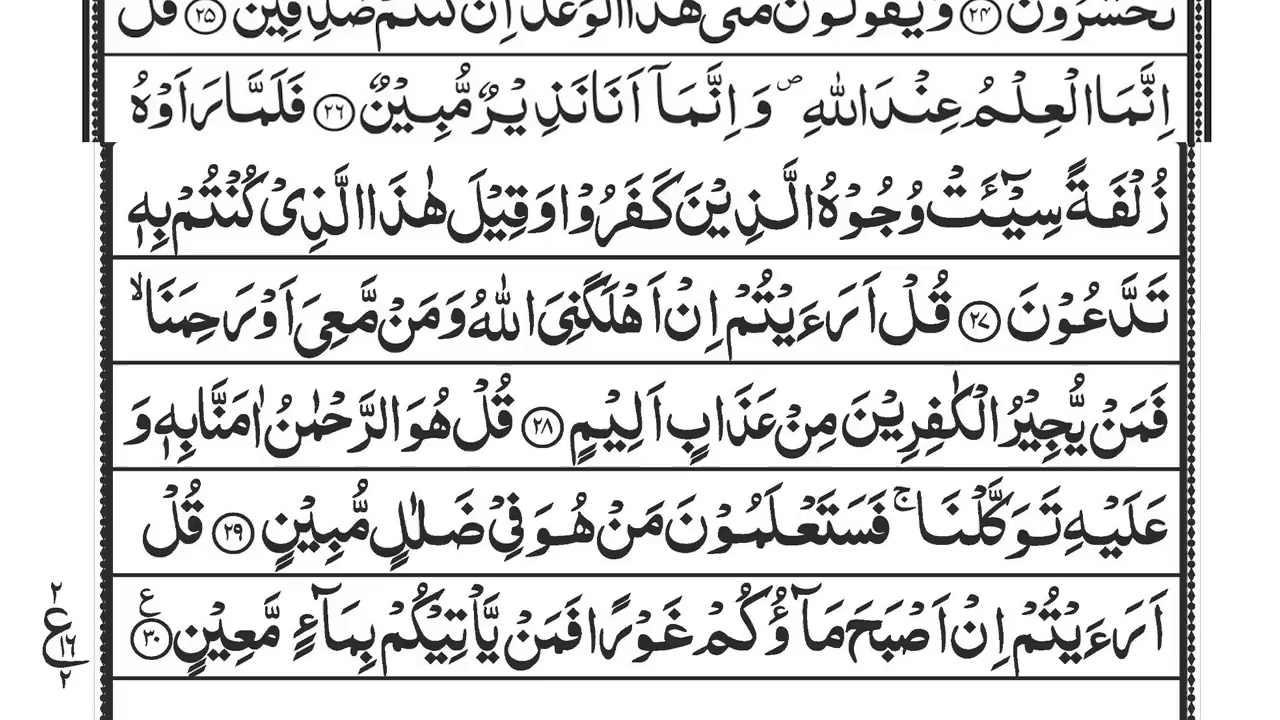 تُحْشَرُوْنَ ﴿۲۴﴾ وَ یَقُوْلُوْنَ مَتٰی هٰذَا الْوَعْدُ اِنْ كُنْتُمْ صٰدِقِیْنَ ﴿۲۵﴾ قُلْ
اِنَّمَا الْعِلْمُ عِنْدَ اللّٰهِ ۪ وَ اِنَّمَاۤ اَنَا نَذِیْرٌ مُّبِیْنٌ ﴿۲۶﴾ فَلَمَّا رَاَوْهُ
زُلْفَةً سِیْٓـَٔتْ وُجُوْهُ الَّذِیْنَ كَفَرُوْا وَ قِیْلَ هٰذَا الَّذِیْ كُنْتُمْ بِهٖ
تَدَّعُوْنَ ﴿۲۷﴾ قُلْ اَرَءَیْتُمْ اِنْ اَهْلَكَنِیَ اللّٰهُ وَ مَنْ مَّعِیَ اَوْ رَحِمَنَا ۙ
فَمَنْ یُّجِیْرُ الْكٰفِرِیْنَ مِنْ عَذَابٍ اَلِیْمٍ ﴿۲۸﴾ قُلْ هُوَ الرَّحْمٰنُ اٰمَنَّا بِهٖ وَ
عَلَیْهِ تَوَكَّلْنَا ۚ فَسَتَعْلَمُوْنَ مَنْ هُوَ فِیْ ضَلٰلٍ مُّبِیْنٍ ﴿۲۹﴾ قُلْ
اَرَءَیْتُمْ اِنْ اَصْبَحَ مَآؤُكُمْ غَوْرًا فَمَنْ یَّاْتِیْكُمْ بِمَآءٍ مَّعِیْنٍ ﴿۳۰﴾ ع
۲
ع
۱۶
۲